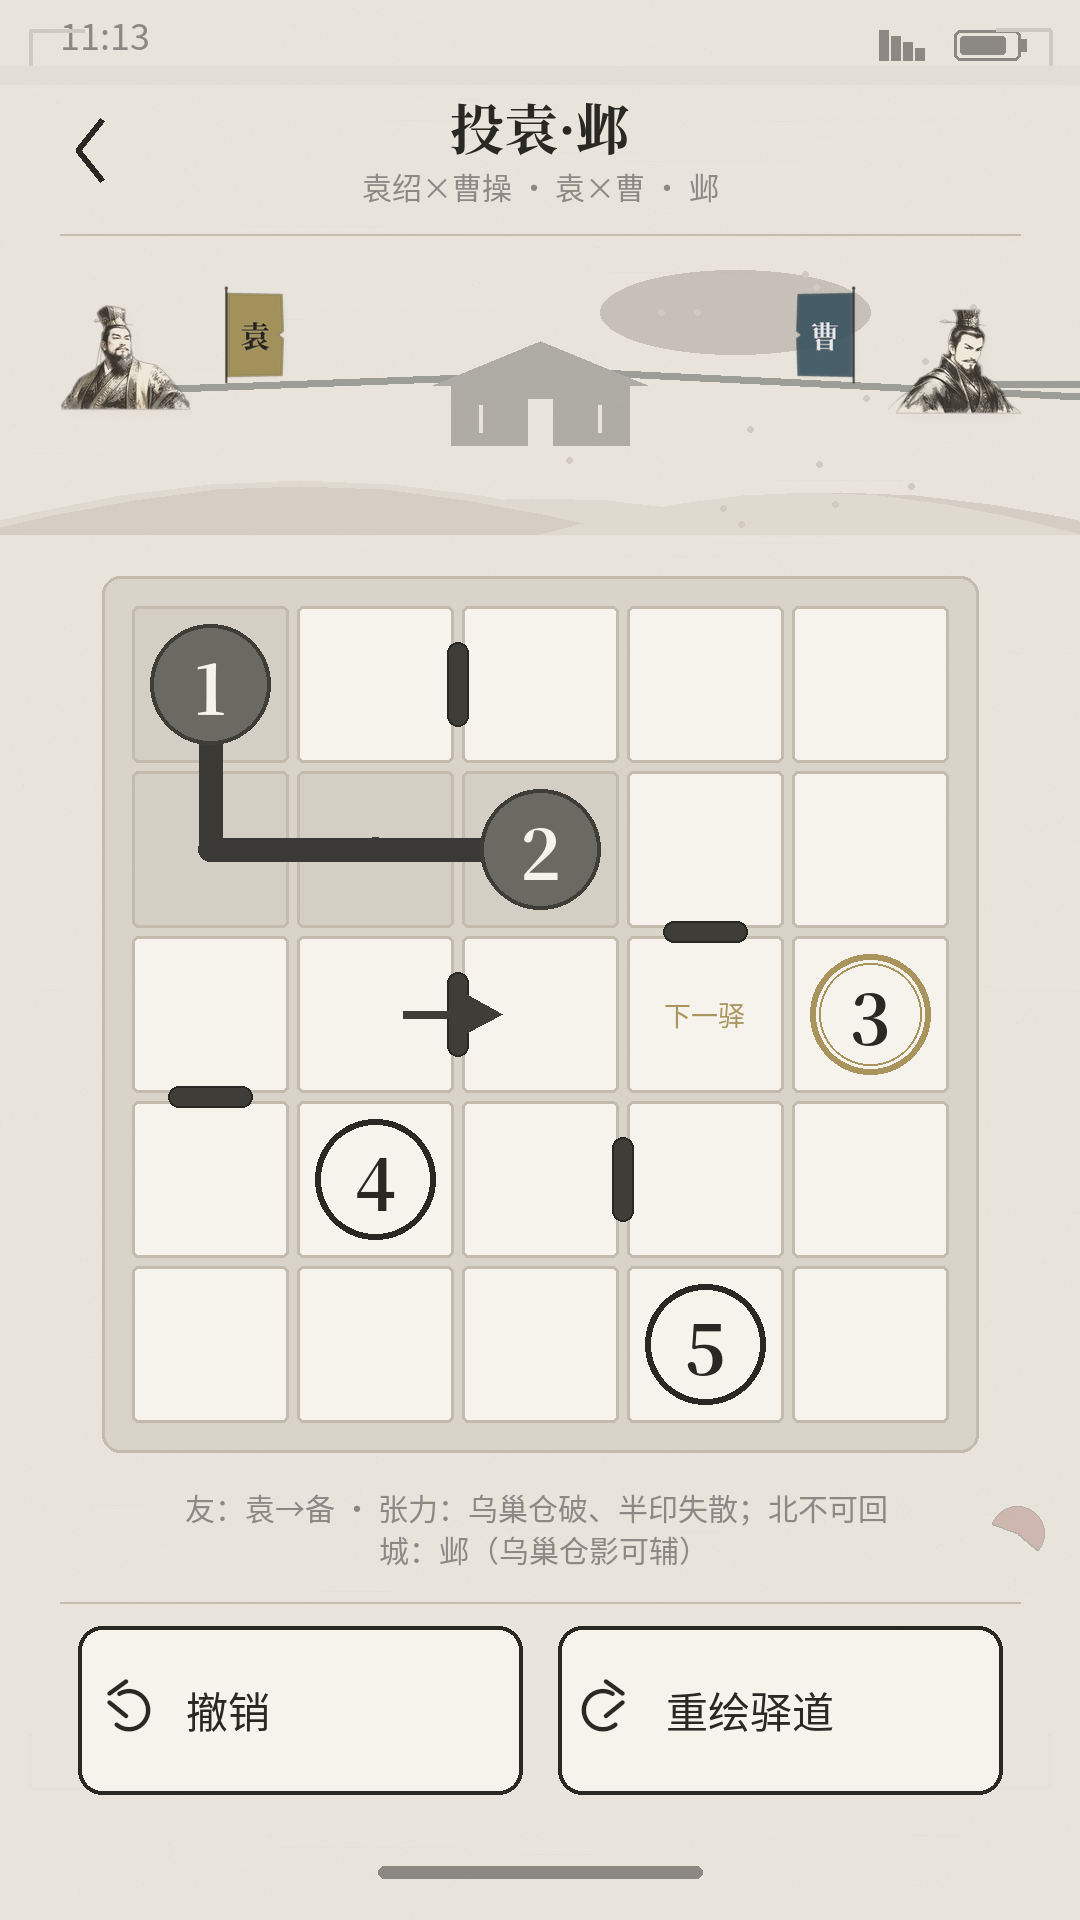 11:13
投袁·邺
袁绍×曹操 · 袁×曹 · 邺
袁
曹
1
2
下一驿
3
4
5
友：袁→备 · 张力：乌巢仓破、半印失散；北不可回
城：邺（乌巢仓影可辅）
撤销
重绘驿道